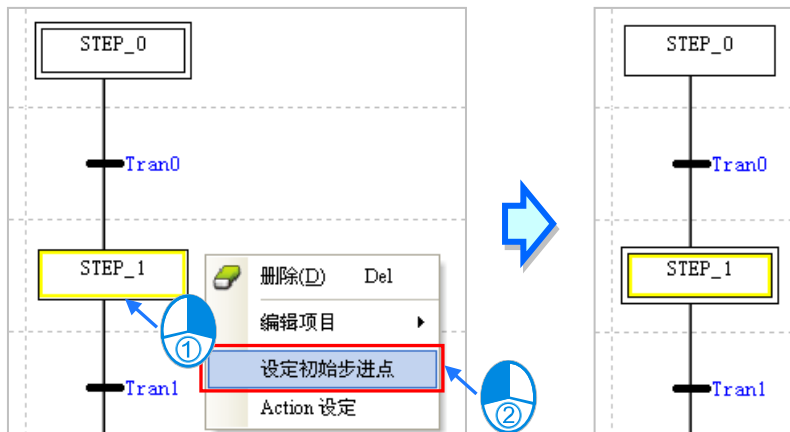 STEP_0
Tran0
STEP_1
删除(D) Del
编辑项目
①
设定初始步进点
Tran1
Action 设定
②
STEP_0
Tran0
STEP_1
Tran1